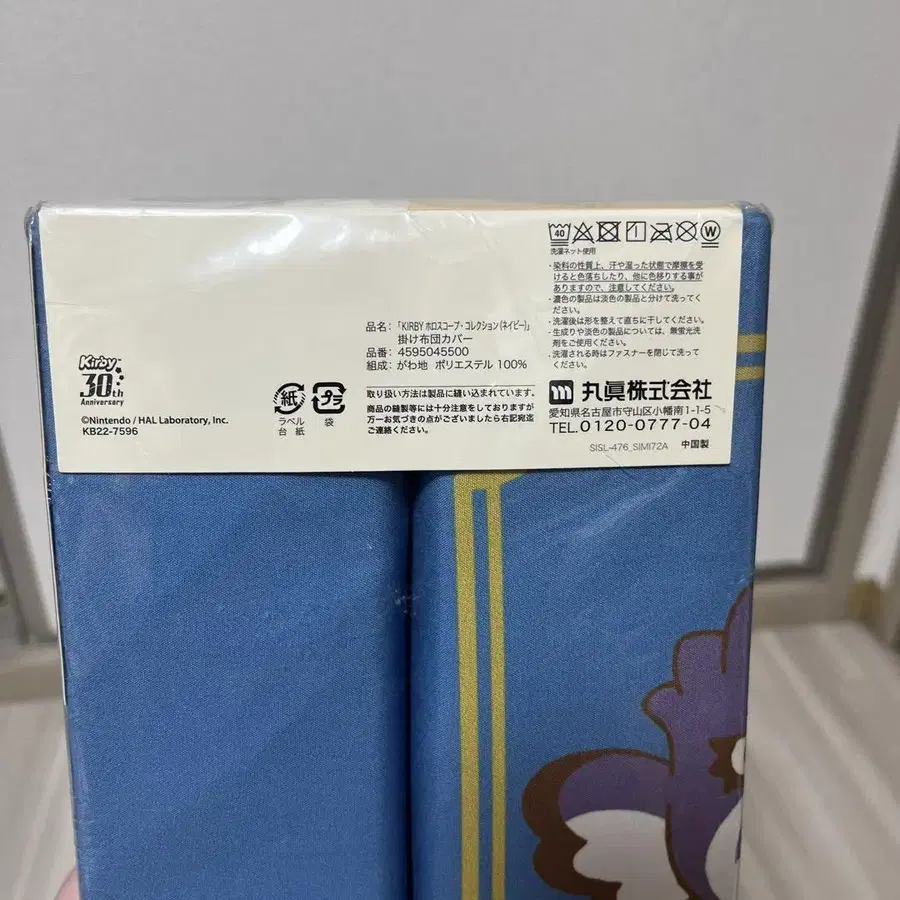 Kirby
30th
Anniversary
©Nintendo / HAL Laboratory, Inc.
KB22-7596
品名：「KIRBY ホロスコープ・コレクション（ネイビー）」
掛け布団カバー
品番： 4595045500
組成： がわ地 ポリエステル 100%
紙
ラベル
台 紙
プラ
袋
取り扱い方法は製品に縫い込まれています。
商品の縫製等には十分注意をしておりますが
万一お気づきの点がございましたら右記宛迄
ご連絡ください。
40
W
洗濯ネット使用
・染料の性質上、汗や湿った状態で摩擦を受
けると色落ちしたり、他に色移りする事が
ありますので、注意してください。
・濃色の製品は淡色の製品と分けて洗ってく
ださい。
・洗濯後は形を整えて直ちに干してください。
・生成りや淡色の製品については、無蛍光洗
剤をご使用ください。
・洗濯される時はファスナーを閉じて洗って
ください。
丸眞株式会社
愛知県名古屋市守山区小幡南1-1-5
TEL.0120-0777-04
SISL-476_SIMI72A 中国製